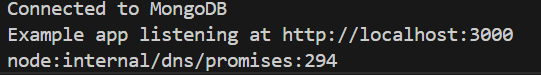 Connected to MongoDB
Example app listening at http://localhost:3000
node:internal/dns/promises:294